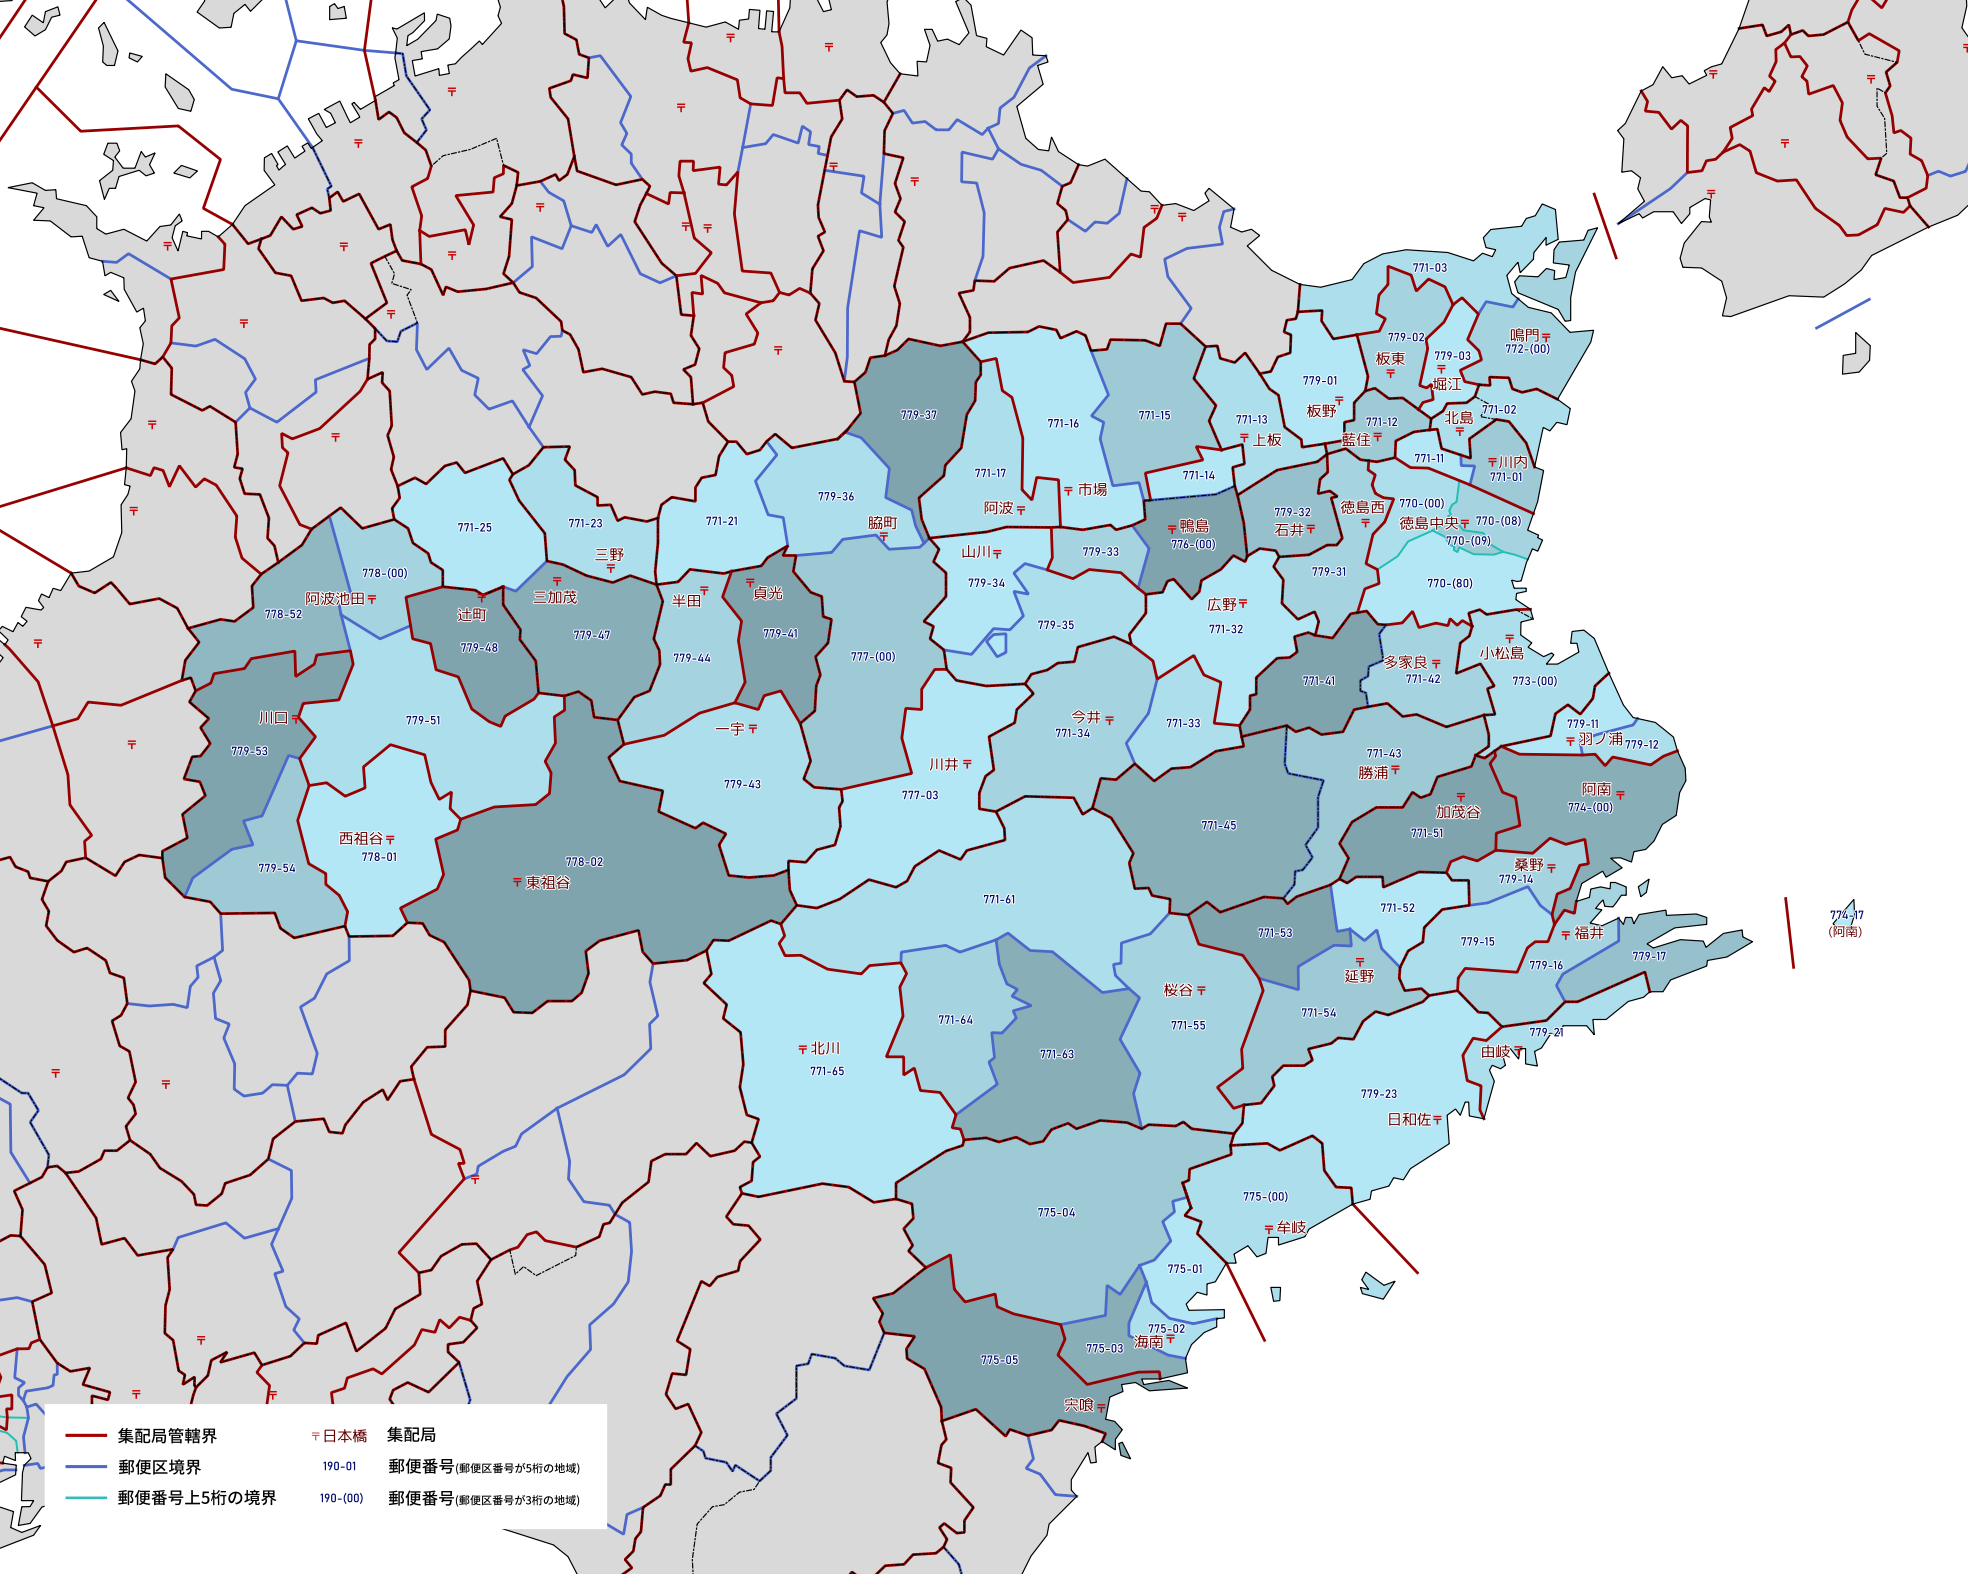 771-03
鳴門〒
772-(00)
779-02
板東
〒
779-03
〒
堀江
779-01
板野〒
771-02
北島
〒
771-12
藍住〒
779-37
771-16
771-15
771-13
〒上板
771-11
〒川内
771-01
771-17
阿波〒
〒市場
771-14
779-36
脇町
〒
771-21
771-23
三野
〒
771-25
779-32
石井〒
徳島西
〒
770-(00)
徳島中央〒
770-(08)
770-(09)
〒鴨島
776-(00)
山川〒
779-34
779-33
779-31
770-(80)
778-(00)
阿波池田〒
778-52
〒
辻町
779-48
〒
三加茂
779-47
〒
半田
779-44
〒
貞光
779-41
777-(00)
779-35
広野〒
771-32
〒
小松島
773-(00)
多家良〒
771-42
771-41
川口〒
779-53
779-51
一宇〒
779-43
今井〒
771-34
771-33
779-11
〒羽ノ浦
779-12
771-43
勝浦〒
川井〒
777-03
阿南〒
774-(00)
〒
加茂谷
771-51
771-45
西祖谷〒
778-01
779-54
778-02
〒東祖谷
桑野〒
779-14
771-61
771-52
774-17
(阿南)
771-53
〒福井
779-15
779-16
779-17
〒
延野
桜谷〒
771-55
771-54
771-64
771-63
〒北川
771-65
779-21
由岐〒
779-23
日和佐〒
775-(00)
〒牟岐
775-04
775-01
775-02
海南〒
775-03
775-05
宍喰〒
集配局管轄界
〒日本橋
集配局
郵便区境界
190-01
郵便番号(郵便区番号が5桁の地域)
郵便番号上5桁の境界
190-(00)
郵便番号(郵便区番号が3桁の地域)